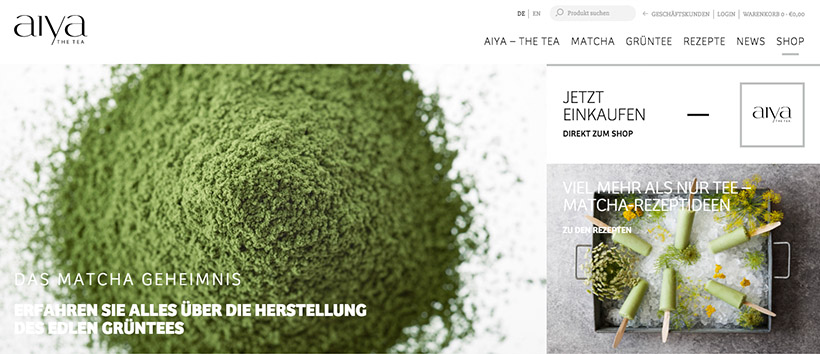 aiya
THE TEA
DE | EN
Produkt suchen
← GESCHÄFTSKUNDEN | LOGIN | WARENKORB 0 - €0,00
AIYA – THE TEA MATCHA GRÜNTEE REZEPTE NEWS SHOP
JETZT
EINKAUFEN
DIREKT ZUM SHOP
aiya
THE TEA
VIEL MEHR ALS NUR TEE –
MATCHA-REZEPTIDEEN
ZU DEN REZEPTEN
DAS MATCHA GEHEIMNIS
ERFAHREN SIE ALLES ÜBER DIE HERSTELLUNG
DES EDLEN GRÜNTEES